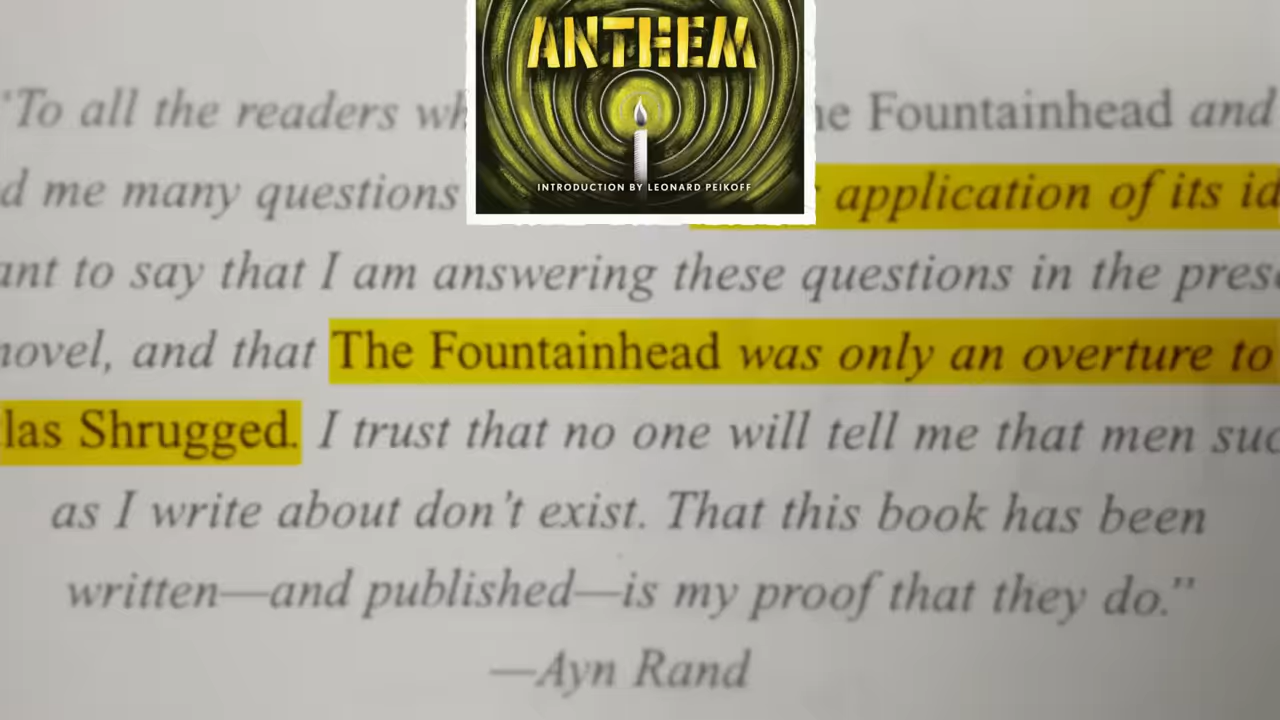 ANTHEM
INTRODUCTION BY LEONARD PEIKOFF
"To all the readers wh he Fountainhead and
d me many questions application of its id
ant to say that I am answering these questions in the pres
novel, and that The Fountainhead was only an overture to
las Shrugged. I trust that no one will tell me that men suc
as I write about don't exist. That this book has been
written—and published—is my proof that they do."
—Ayn Rand